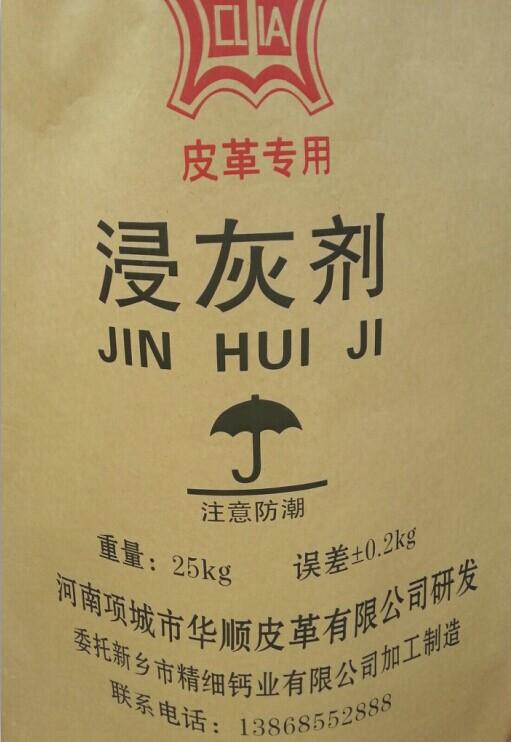 CLIA
皮革专用
浸灰剂
JIN HUI JI
注意防潮
重量：25kg 误差±0.2kg
河南项城市华顺皮革有限公司研发
委托新乡市精细钙业有限公司加工制造
联系电话：13868552888